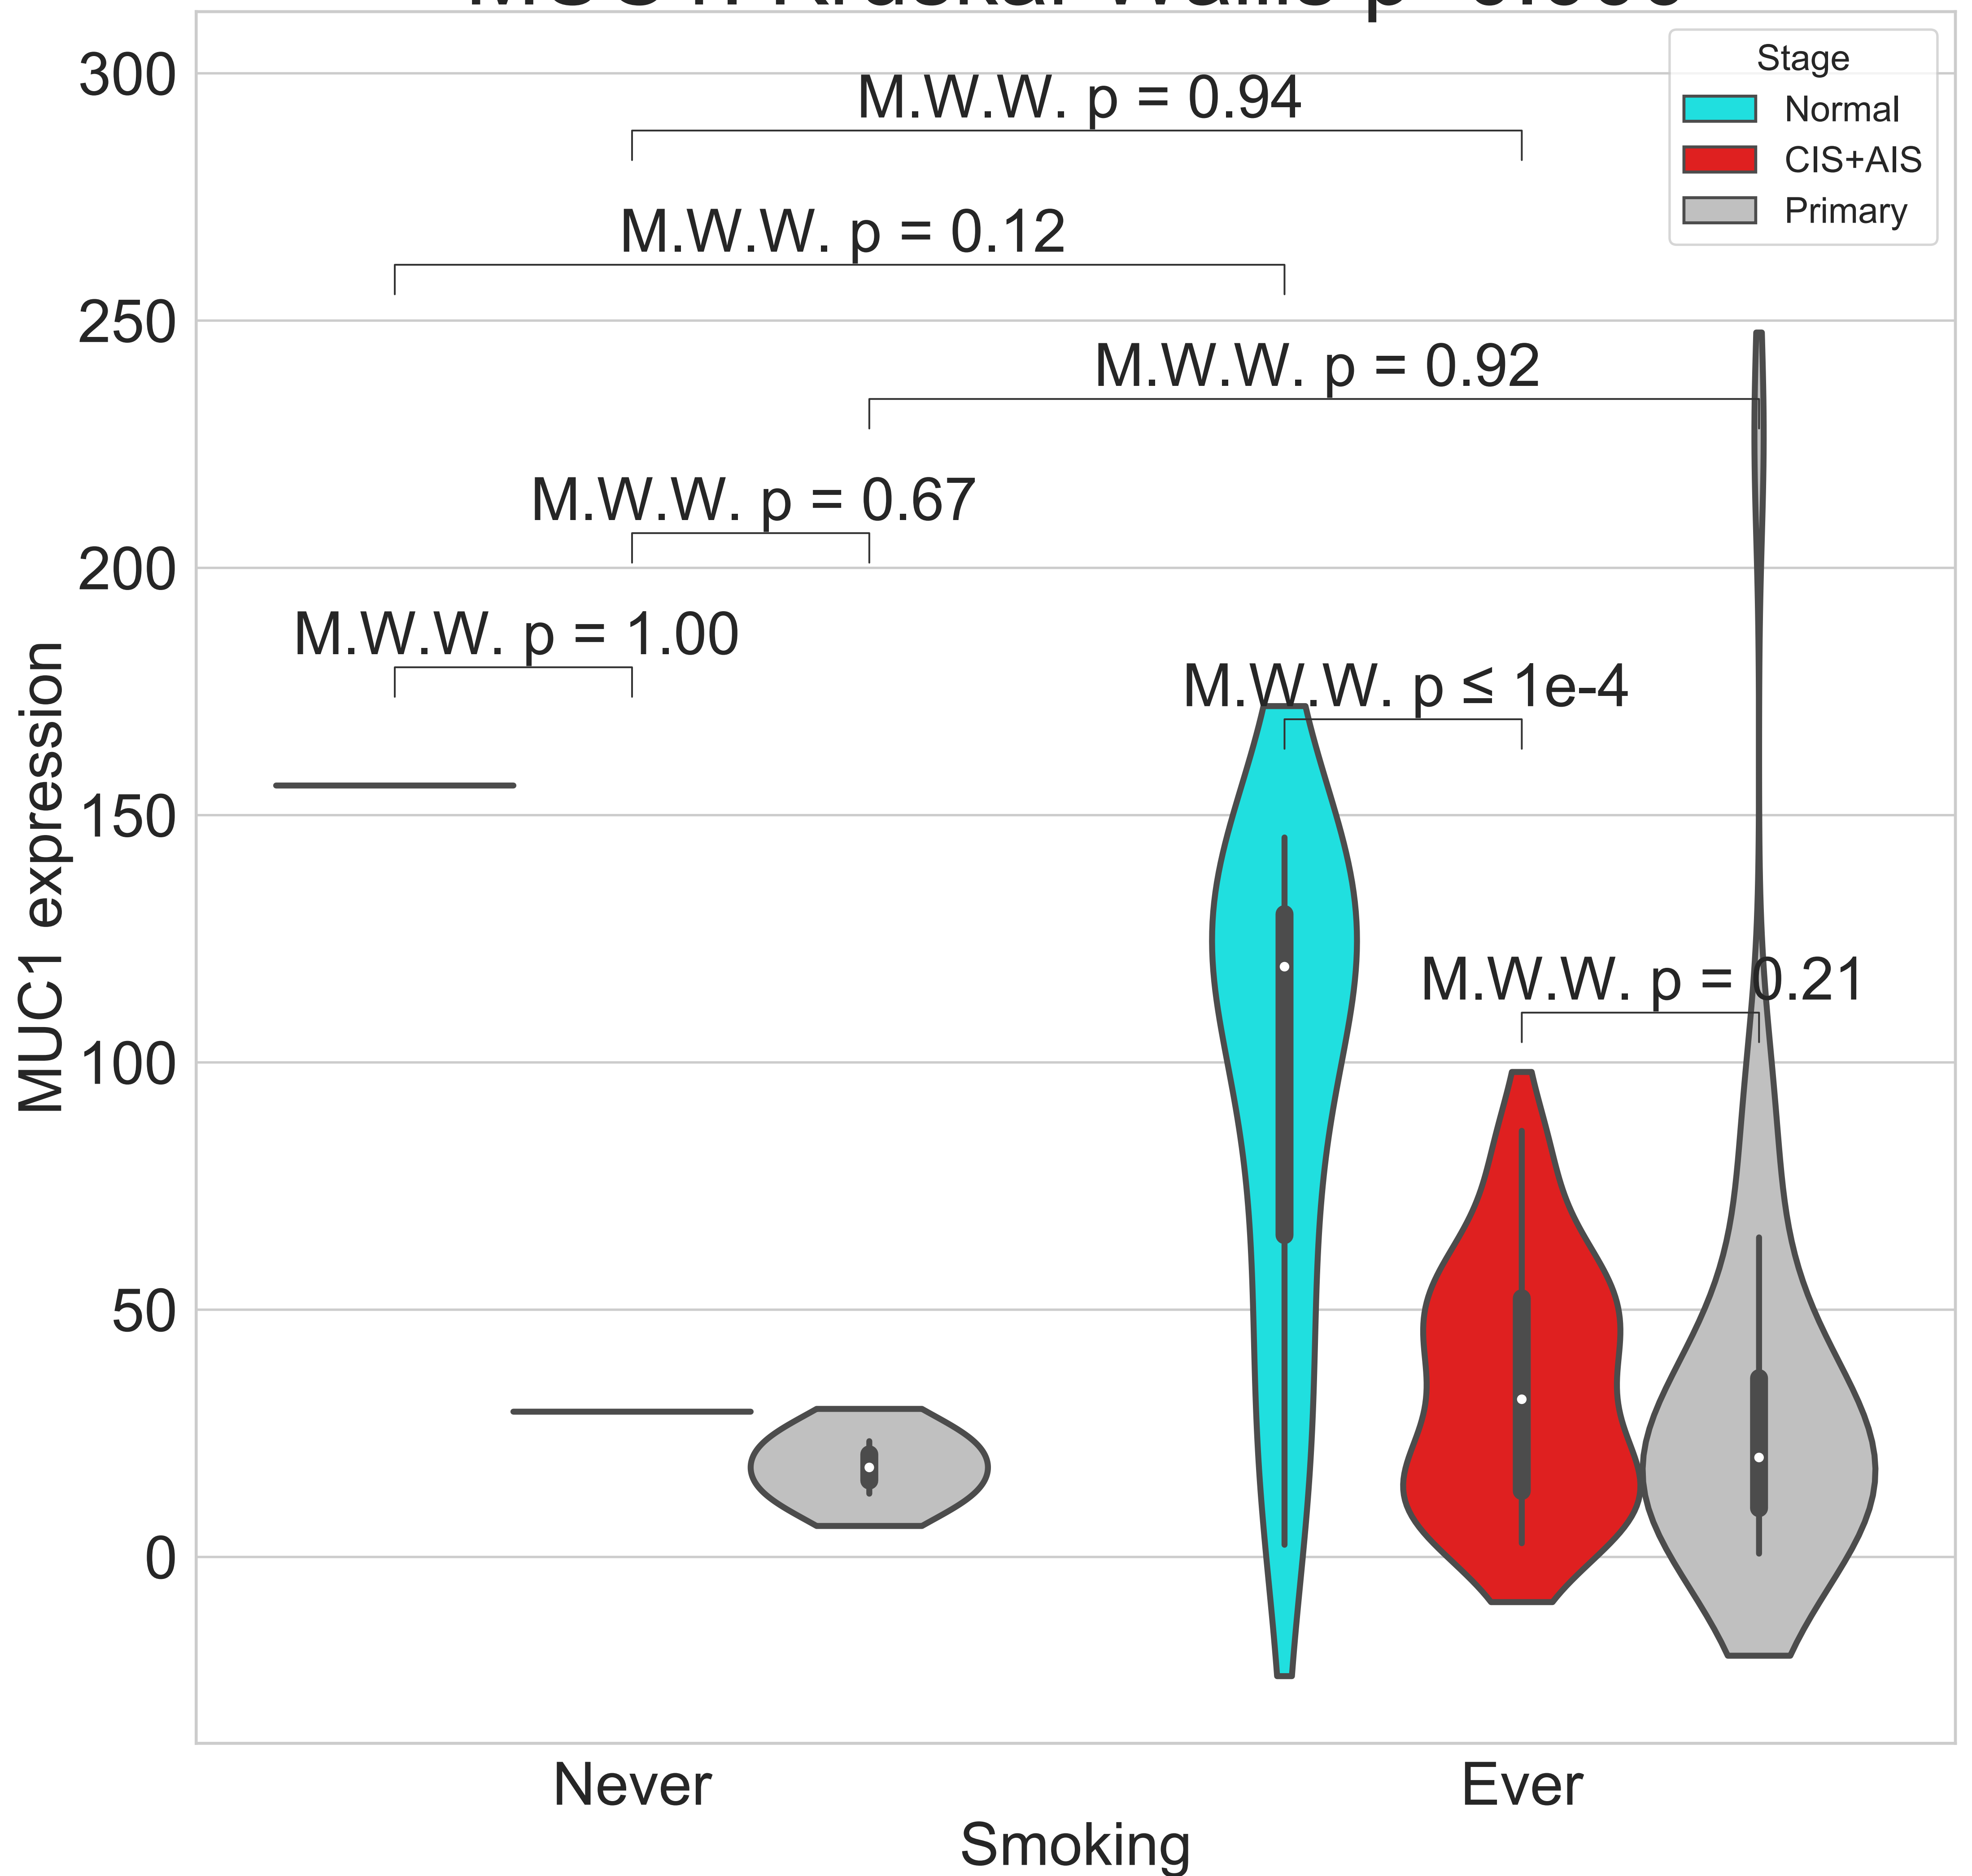 Stage
Normal
CIS+AIS
Primary
M.W.W. p = 0.94
M.W.W. p = 0.12
M.W.W. p = 0.92
M.W.W. p = 0.67
M.W.W. p = 1.00
M.W.W. p ≤ 1e-4
M.W.W. p = 0.21
300
250
200
150
100
50
0
MUC1 expression
Never
Ever
Smoking